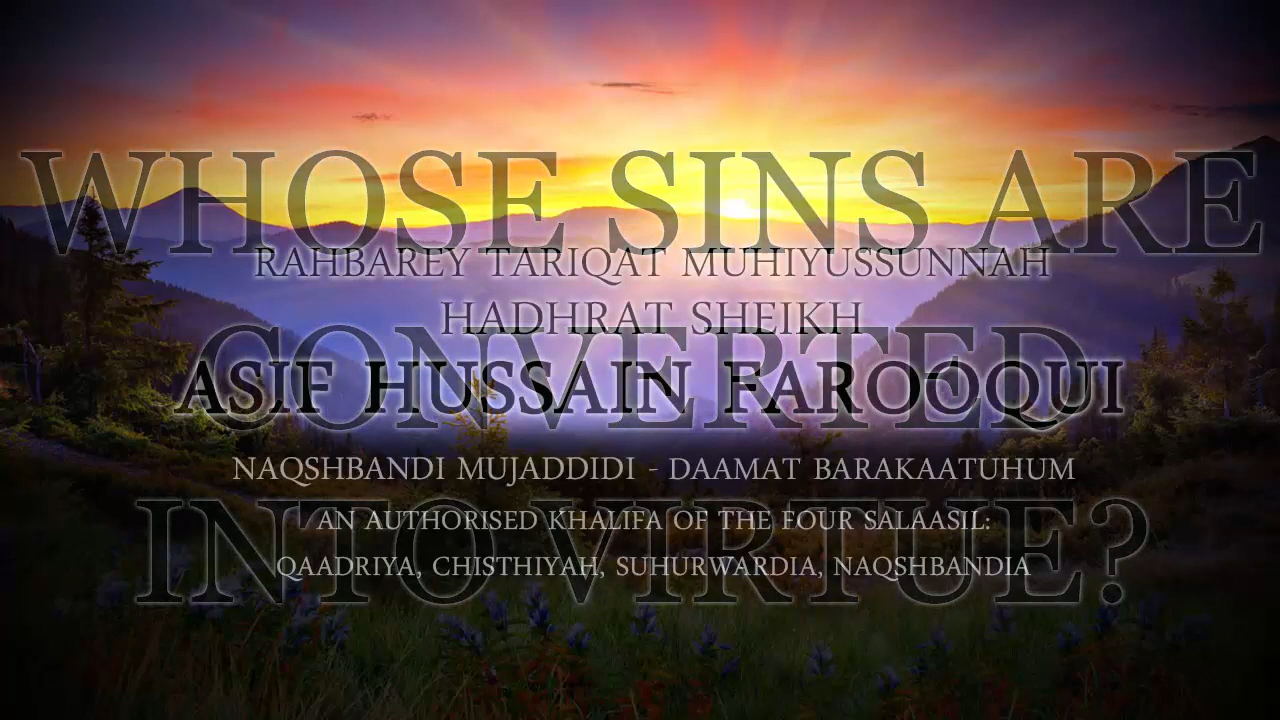 WHOSE SINS ARE
RAHBAREY TARIQAT MUHIYUSSUNNAH
HADHRAT SHEIKH
CONVERTED
ASIF HUSSAIN FAROOQUI
NAQSHBANDI MUJADDIDI - DAAMAT BARAKAATUHUM
INTO VIRTUE?
AN AUTHORISED KHALIFA OF THE FOUR SALAASIL:
QAADRIYA, CHISTHIYAH, SUHURWARDIA, NAQSHBANDIA